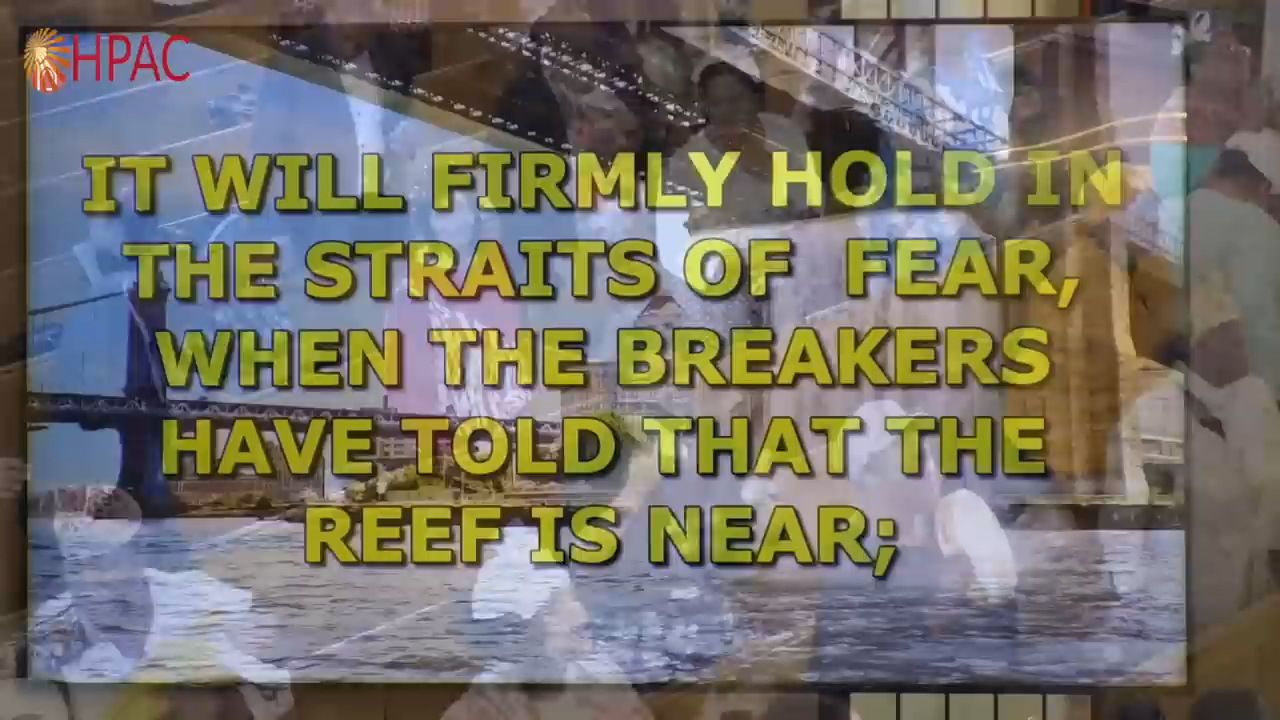 HPAC
IT WILL FIRMLY HOLD IN
THE STRAITS OF FEAR,
WHEN THE BREAKERS
HAVE TOLD THAT THE
REEF IS NEAR;